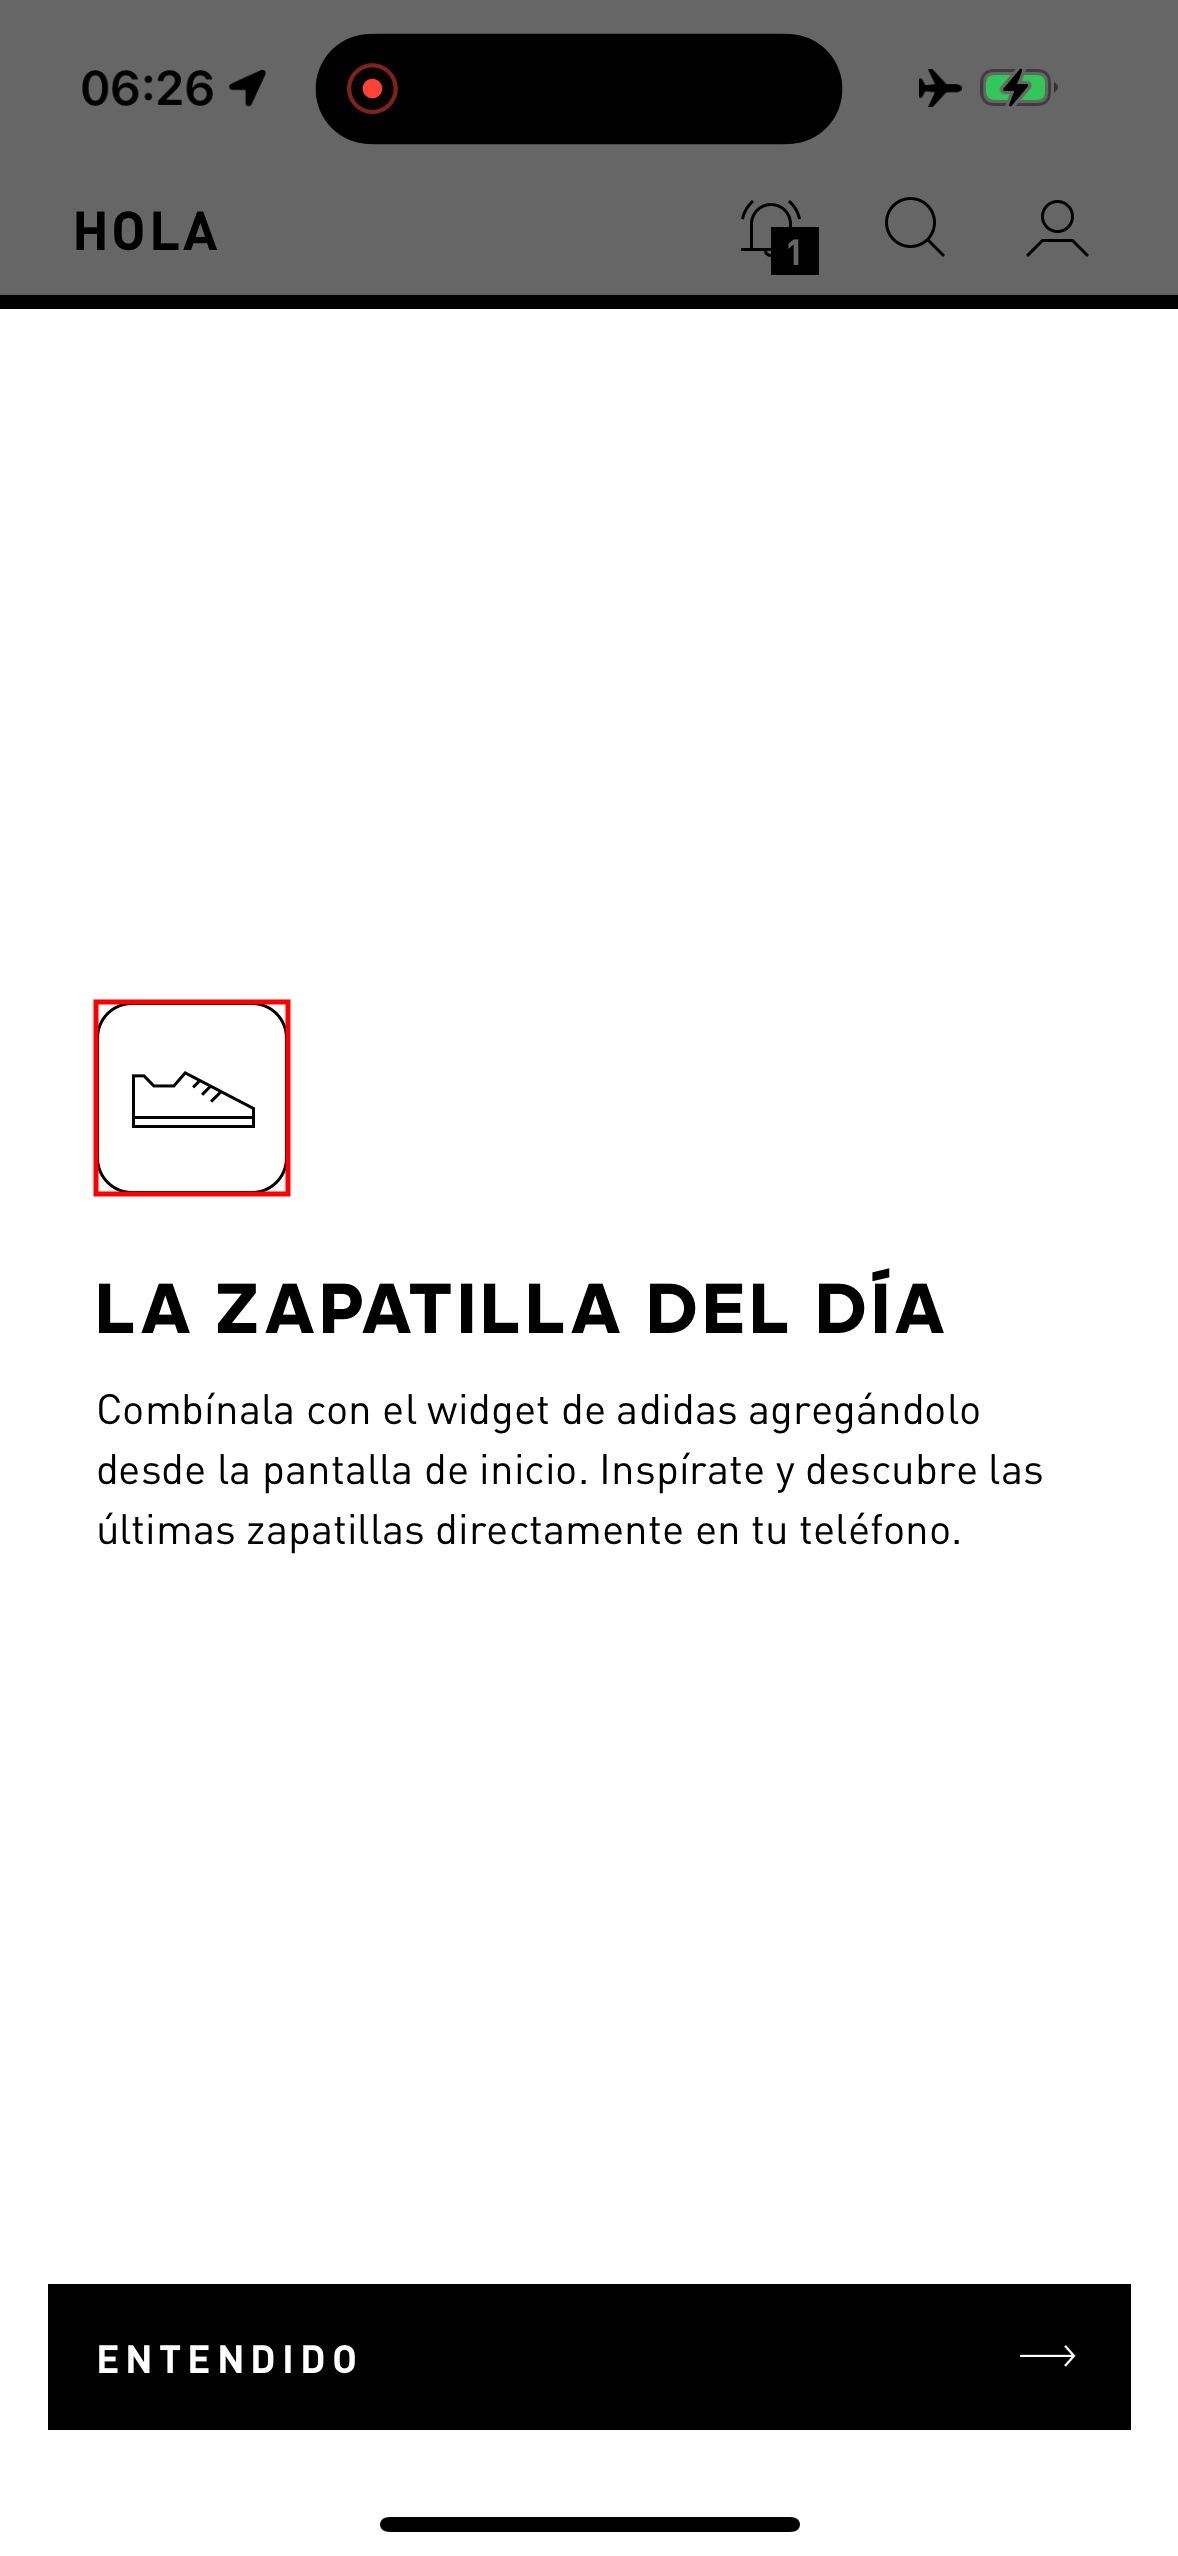 06:26
HOLA
1
LA ZAPATILLA DEL DÍA
Combínala con el widget de adidas agregándolo
desde la pantalla de inicio. Inspírate y descubre las
últimas zapatillas directamente en tu teléfono.
ENTENDIDO